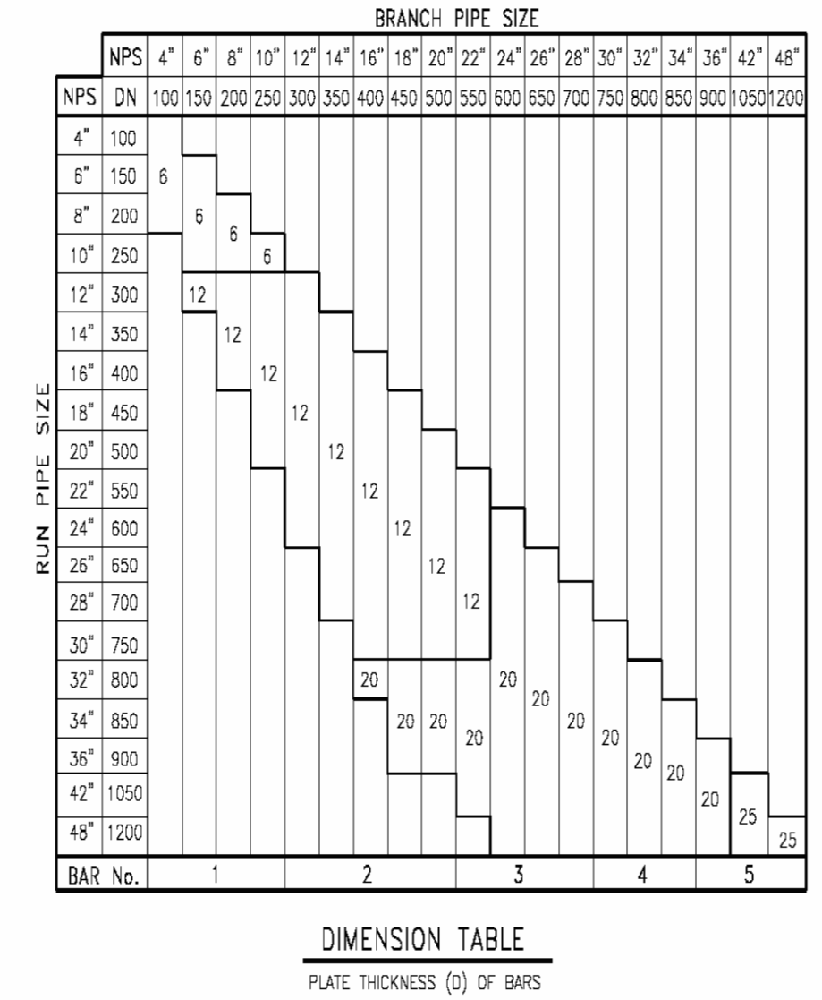 BRANCH PIPE SIZE
NPS 4" 6" 8" 10" 12" 14" 16" 18" 20" 22" 24" 26" 28" 30" 32" 34" 36" 42" 48"
NPS DN 100 150 200 250 300 350 400 450 500 550 600 650 700 750 800 850 900 1050 1200
RUN PIPE SIZE
4" 100
6" 150 6
8" 200 6 6
10" 250 6
12" 300 12
14" 350 12
16" 400 12
18" 450 12
20" 500 12
22" 550 12
24" 600 12
26" 650 12
28" 700 12
30" 750
32" 800 20 20 20
34" 850 20 20 20 20 20
36" 900 20 20
42" 1050 20 25
48" 1200 25
BAR No. 1 2 3 4 5
DIMENSION TABLE
PLATE THICKNESS (D) OF BARS